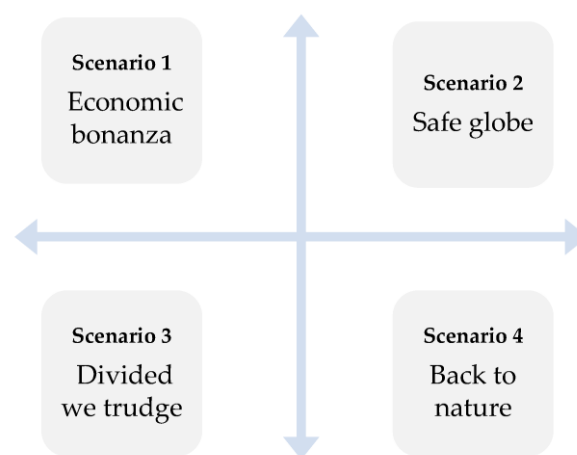 Scenario 1
Economic
bonanza
Scenario 2
Safe globe
Scenario 3
Divided
we trudge
Scenario 4
Back to
nature